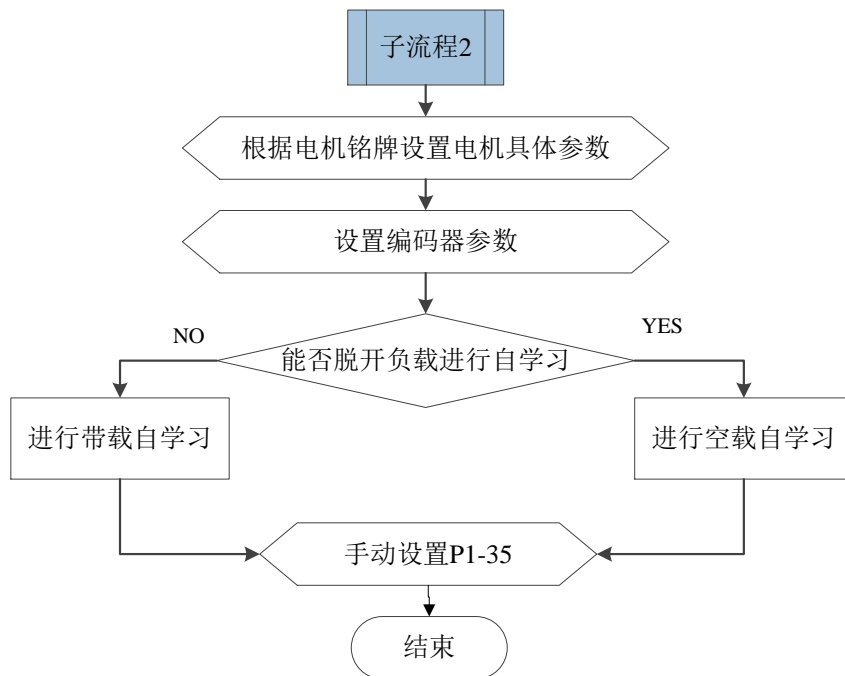 子流程2
根据电机铭牌设置电机具体参数
设置编码器参数
NO
YES
能否脱开负载进行自学习
进行带载自学习
进行空载自学习
手动设置P1-35
结束